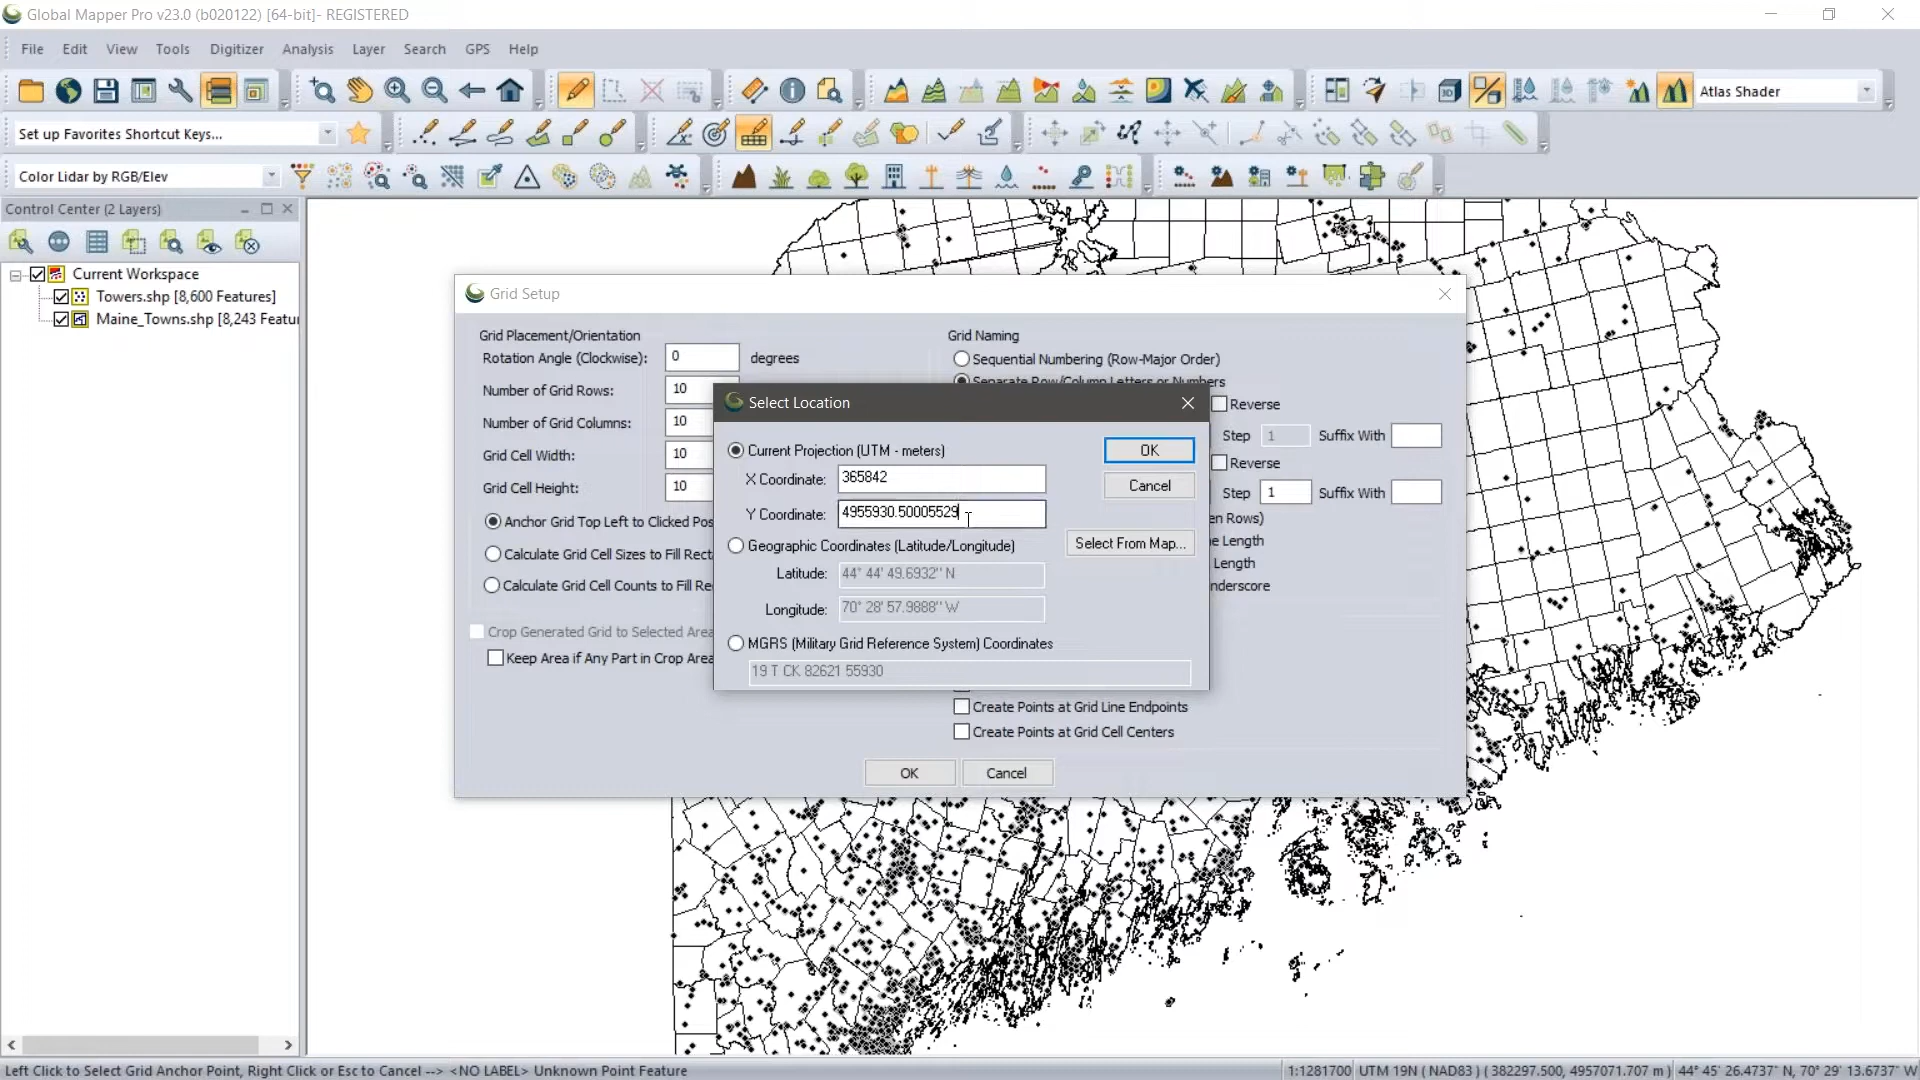 Global Mapper Pro v23.0 (b020122) [64-bit]- REGISTERED
File Edit View Tools Digitizer Analysis Layer Search GPS Help
Atlas Shader
Set up Favorites Shortcut Keys...
Color Lidar by RGB/Elev
Control Center (2 Layers)
Current Workspace
Towers.shp [8,600 Features]
Maine_Towns.shp [8,243 Featu
Grid Setup
Grid Placement/Orientation
Rotation Angle (Clockwise): 0 degrees
Number of Grid Rows: 10
Number of Grid Columns: 10
Grid Cell Width: 10
Grid Cell Height: 10
Anchor Grid Top Left to Clicked Pos
Calculate Grid Cell Sizes to Fill Rect
Calculate Grid Cell Counts to Fill Re
Crop Generated Grid to Selected Area
Keep Area if Any Part in Crop Area
Grid Naming
Sequential Numbering (Row-Major Order)
Separate Row/Column Letters or Numbers
Reverse
Step 1 Suffix With
Reverse
Step 1 Suffix With
en Rows)
e Length
Length
nderscore
Create Points at Grid Line Endpoints
Create Points at Grid Cell Centers
OK Cancel
Select Location
Current Projection (UTM - meters)
X Coordinate: 365842
Y Coordinate: 4955930.50005529
Geographic Coordinates (Latitude/Longitude)
Latitude: 44° 44' 49.6932" N
Longitude: 70° 28' 57.9888" W
MGRS (Military Grid Reference System) Coordinates
19 T CK 82621 55930
OK
Cancel
Select From Map...
Left Click to Select Grid Anchor Point, Right Click or Esc to Cancel --> <NO LABEL> Unknown Point Feature
1:1281700 UTM 19N ( NAD83 ) ( 382297.500, 4957071.707 m ) 44° 45' 26.4737" N, 70° 29' 13.6737" W